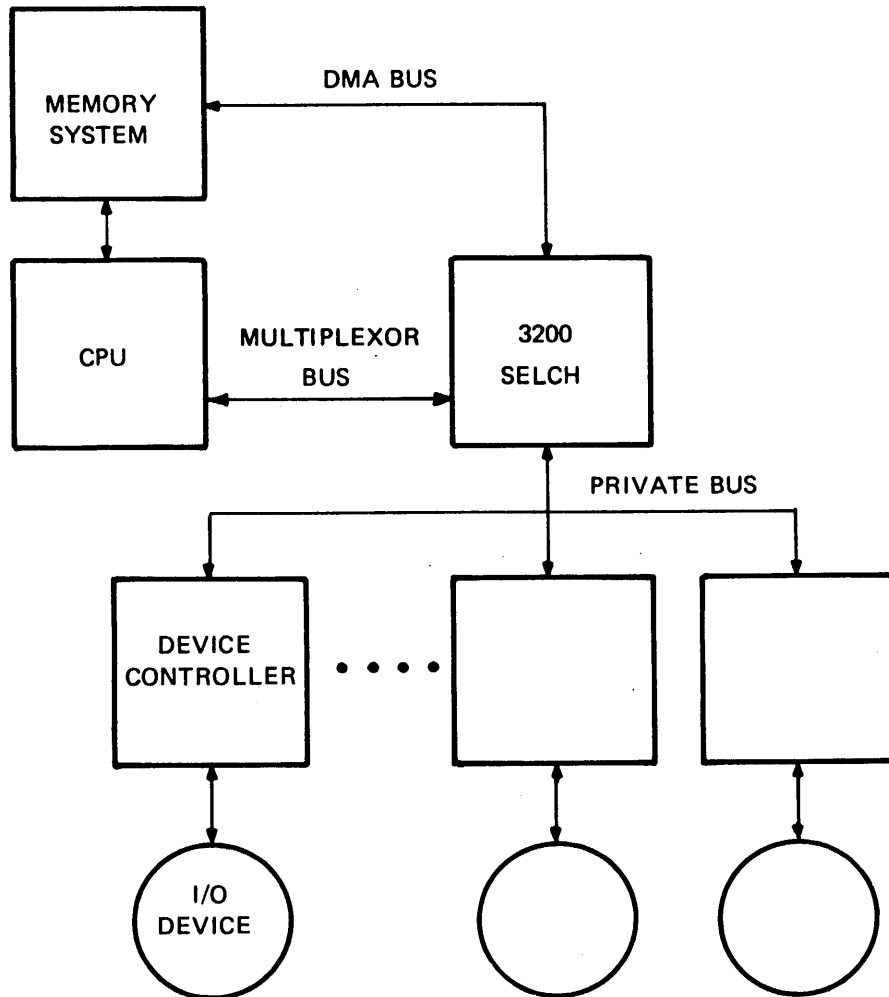 DMA BUS
MEMORY
SYSTEM
CPU
MULTIPLEXOR
BUS
3200
SELCH
PRIVATE BUS
DEVICE
CONTROLLER
I/O
DEVICE